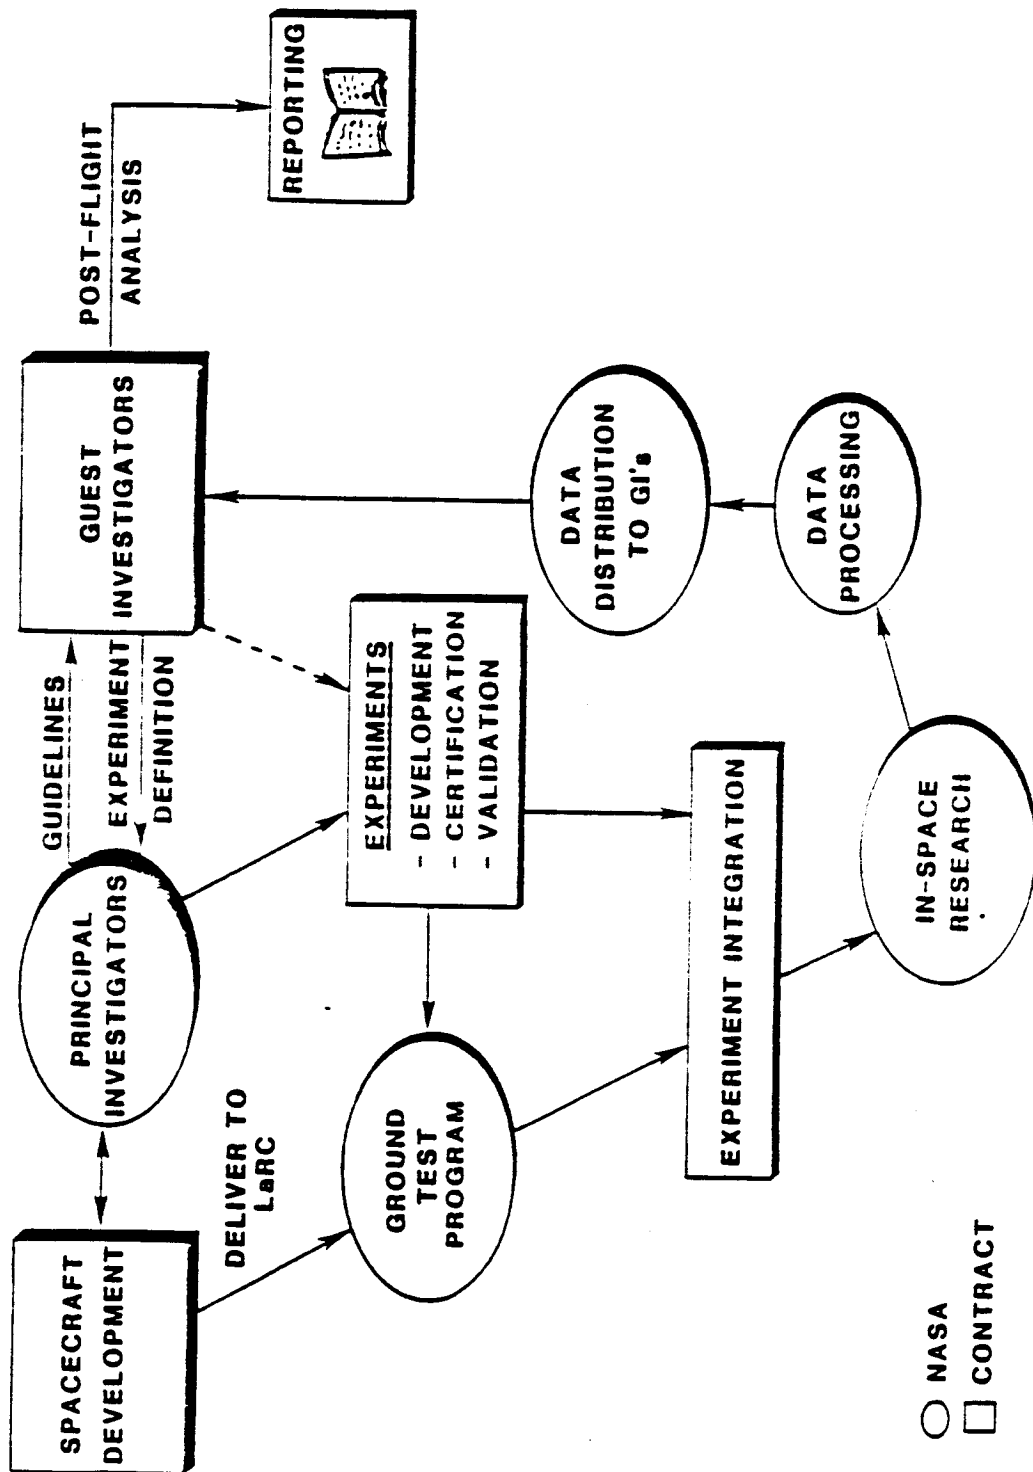 SPACECRAFT
DEVELOPMENT
PRINCIPAL
INVESTIGATORS
GUIDELINES
EXPERIMENT
DEFINITION
GUEST
INVESTIGATORS
POST-FLIGHT
ANALYSIS
REPORTING
DELIVER TO
LaRC
GROUND
TEST
PROGRAM
EXPERIMENTS
- DEVELOPMENT
- CERTIFICATION
- VALIDATION
DATA
DISTRIBUTION
TO GI's
EXPERIMENT INTEGRATION
IN-SPACE
RESEARCH
DATA
PROCESSING
NASA
CONTRACT